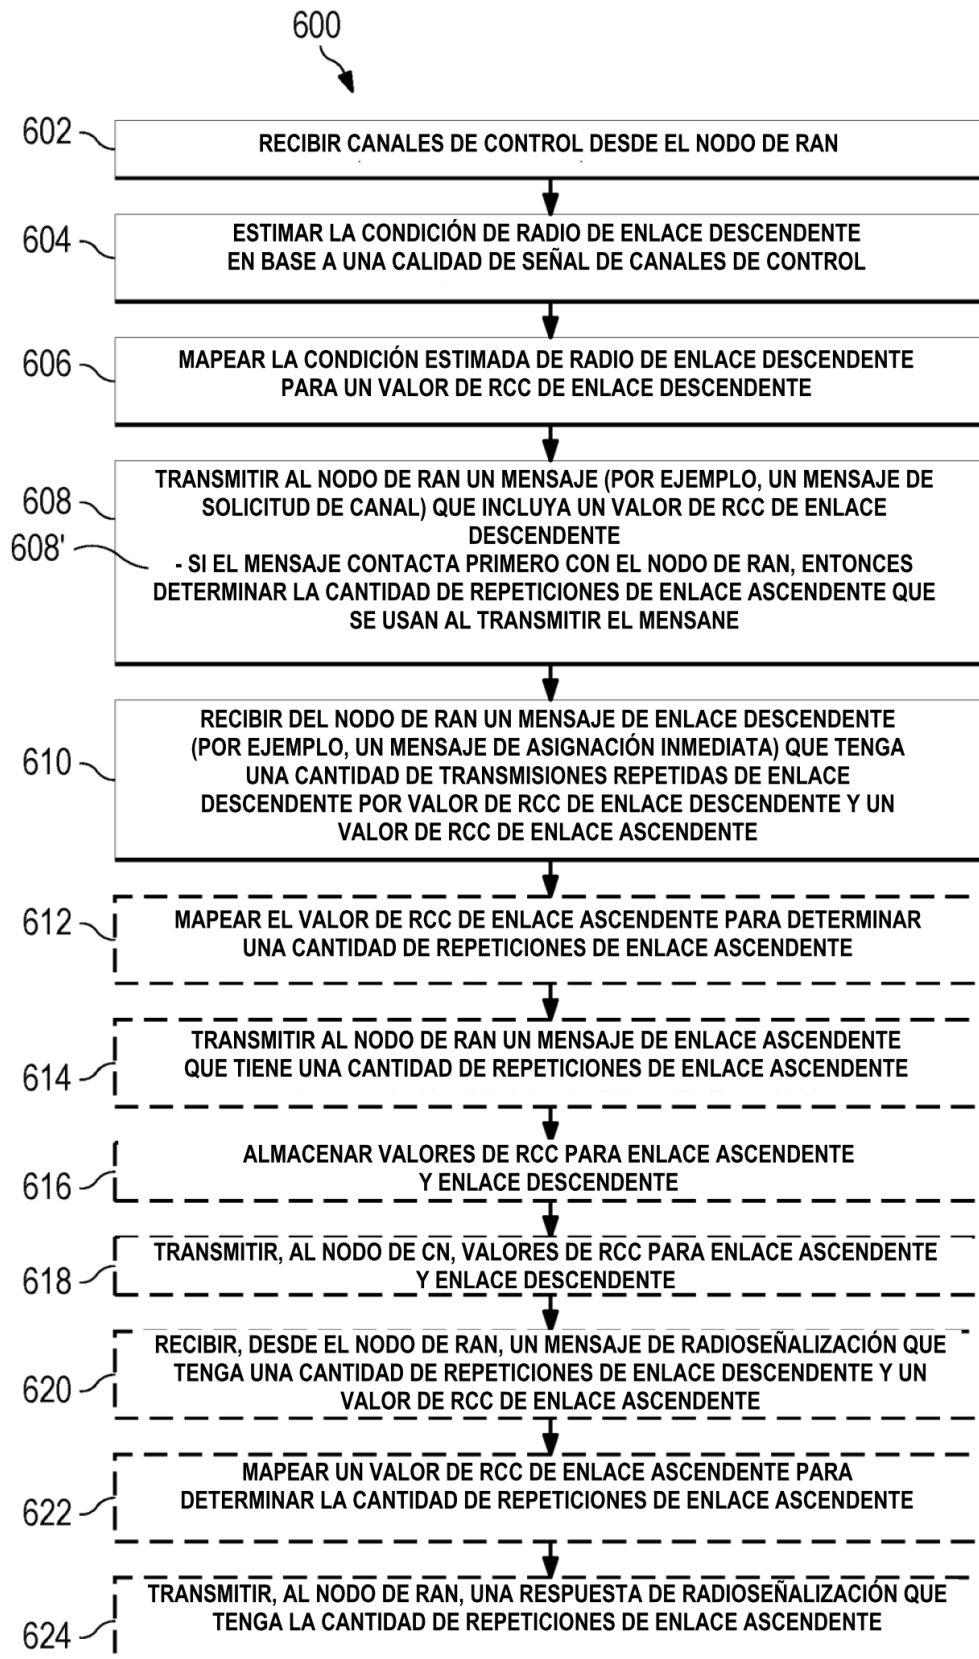 600
602
RECIBIR CANALES DE CONTROL DESDE EL NODO DE RAN
604
ESTIMAR LA CONDICIÓN DE RADIO DE ENLACE DESCENDENTE
EN BASE A UNA CALIDAD DE SEÑAL DE CANALES DE CONTROL
606
MAPEAR LA CONDICIÓN ESTIMADA DE RADIO DE ENLACE DESCENDENTE
PARA UN VALOR DE RCC DE ENLACE DESCENDENTE
608
TRANSMITIR AL NODO DE RAN UN MENSAJE (POR EJEMPLO, UN MENSAJE DE
SOLICITUD DE CANAL) QUE INCLUYA UN VALOR DE RCC DE ENLACE
DESCENDENTE
608'
- SI EL MENSAJE CONTACTA PRIMERO CON EL NODO DE RAN, ENTONCES
DETERMINAR LA CANTIDAD DE REPETICIONES DE ENLACE ASCENDENTE QUE
SE USAN AL TRANSMITIR EL MENSANE
610
RECIBIR DEL NODO DE RAN UN MENSAJE DE ENLACE DESCENDENTE
(POR EJEMPLO, UN MENSAJE DE ASIGNACIÓN INMEDIATA) QUE TENGA
UNA CANTIDAD DE TRANSMISIONES REPETIDAS DE ENLACE
DESCENDENTE POR VALOR DE RCC DE ENLACE DESCENDENTE Y UN
VALOR DE RCC DE ENLACE ASCENDENTE
612
MAPEAR EL VALOR DE RCC DE ENLACE ASCENDENTE PARA DETERMINAR
UNA CANTIDAD DE REPETICIONES DE ENLACE ASCENDENTE
614
TRANSMITIR AL NODO DE RAN UN MENSAJE DE ENLACE ASCENDENTE
QUE TIENE UNA CANTIDAD DE REPETICIONES DE ENLACE ASCENDENTE
616
ALMACENAR VALORES DE RCC PARA ENLACE ASCENDENTE
Y ENLACE DESCENDENTE
618
TRANSMITIR, AL NODO DE CN, VALORES DE RCC PARA ENLACE ASCENDENTE
Y ENLACE DESCENDENTE
620
RECIBIR, DESDE EL NODO DE RAN, UN MENSAJE DE RADIOSEÑALIZACIÓN QUE
TENGA UNA CANTIDAD DE REPETICIONES DE ENLACE DESCENDENTE Y UN
VALOR DE RCC DE ENLACE ASCENDENTE
622
MAPEAR UN VALOR DE RCC DE ENLACE ASCENDENTE PARA
DETERMINAR LA CANTIDAD DE REPETICIONES DE ENLACE ASCENDENTE
624
TRANSMITIR, AL NODO DE RAN, UNA RESPUESTA DE RADIOSEÑALIZACIÓN QUE
TENGA LA CANTIDAD DE REPETICIONES DE ENLACE ASCENDENTE